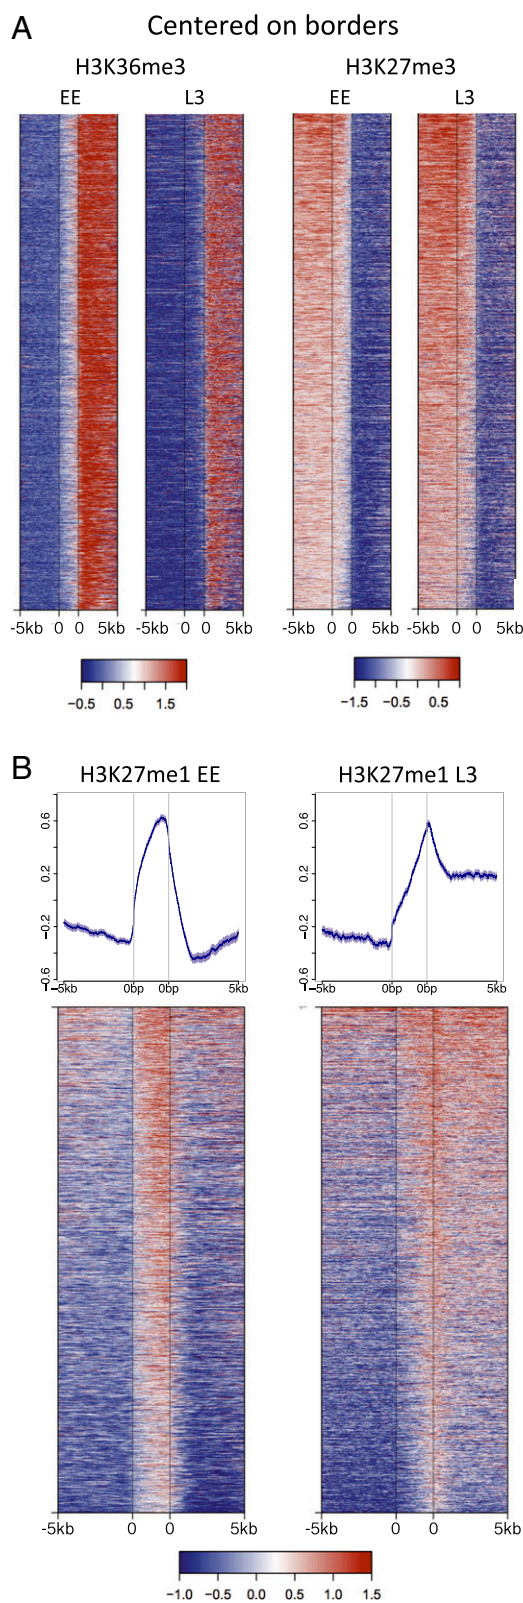 A
Centered on borders
H3K36me3 H3K27me3
EE L3 EE L3
-5kb 0 0 5kb -5kb 0 0 5kb -5kb 0 0 5kb -5kb 0 0 5kb
−0.5 0.5 1.5 −1.5 −0.5 0.5
B
H3K27me1 EE H3K27me1 L3
0.6 0.6
0.2 0.2
−0.2 −0.2
−0.6 −0.6
−5kb 0bp 0bp 5kb −5kb 0bp 0bp 5kb
-5kb 0 0 5kb -5kb 0 0 5kb
−1.0 −0.5 0.0 0.5 1.0 1.5